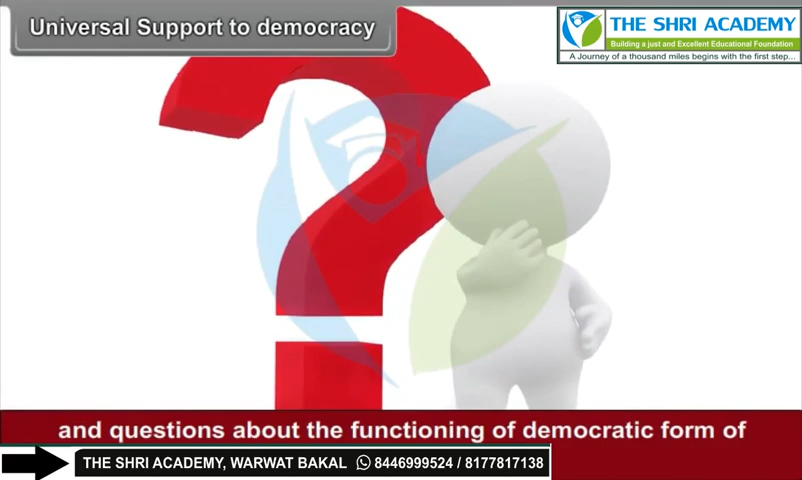 Universal Support to democracy
THE SHRI ACADEMY
Building a just and Excellent Educational Foundation
A Journey of a thousand miles begins with the first step...
and questions about the functioning of democratic form of
THE SHRI ACADEMY, WARWAT BAKAL 8446999524 / 8177817138